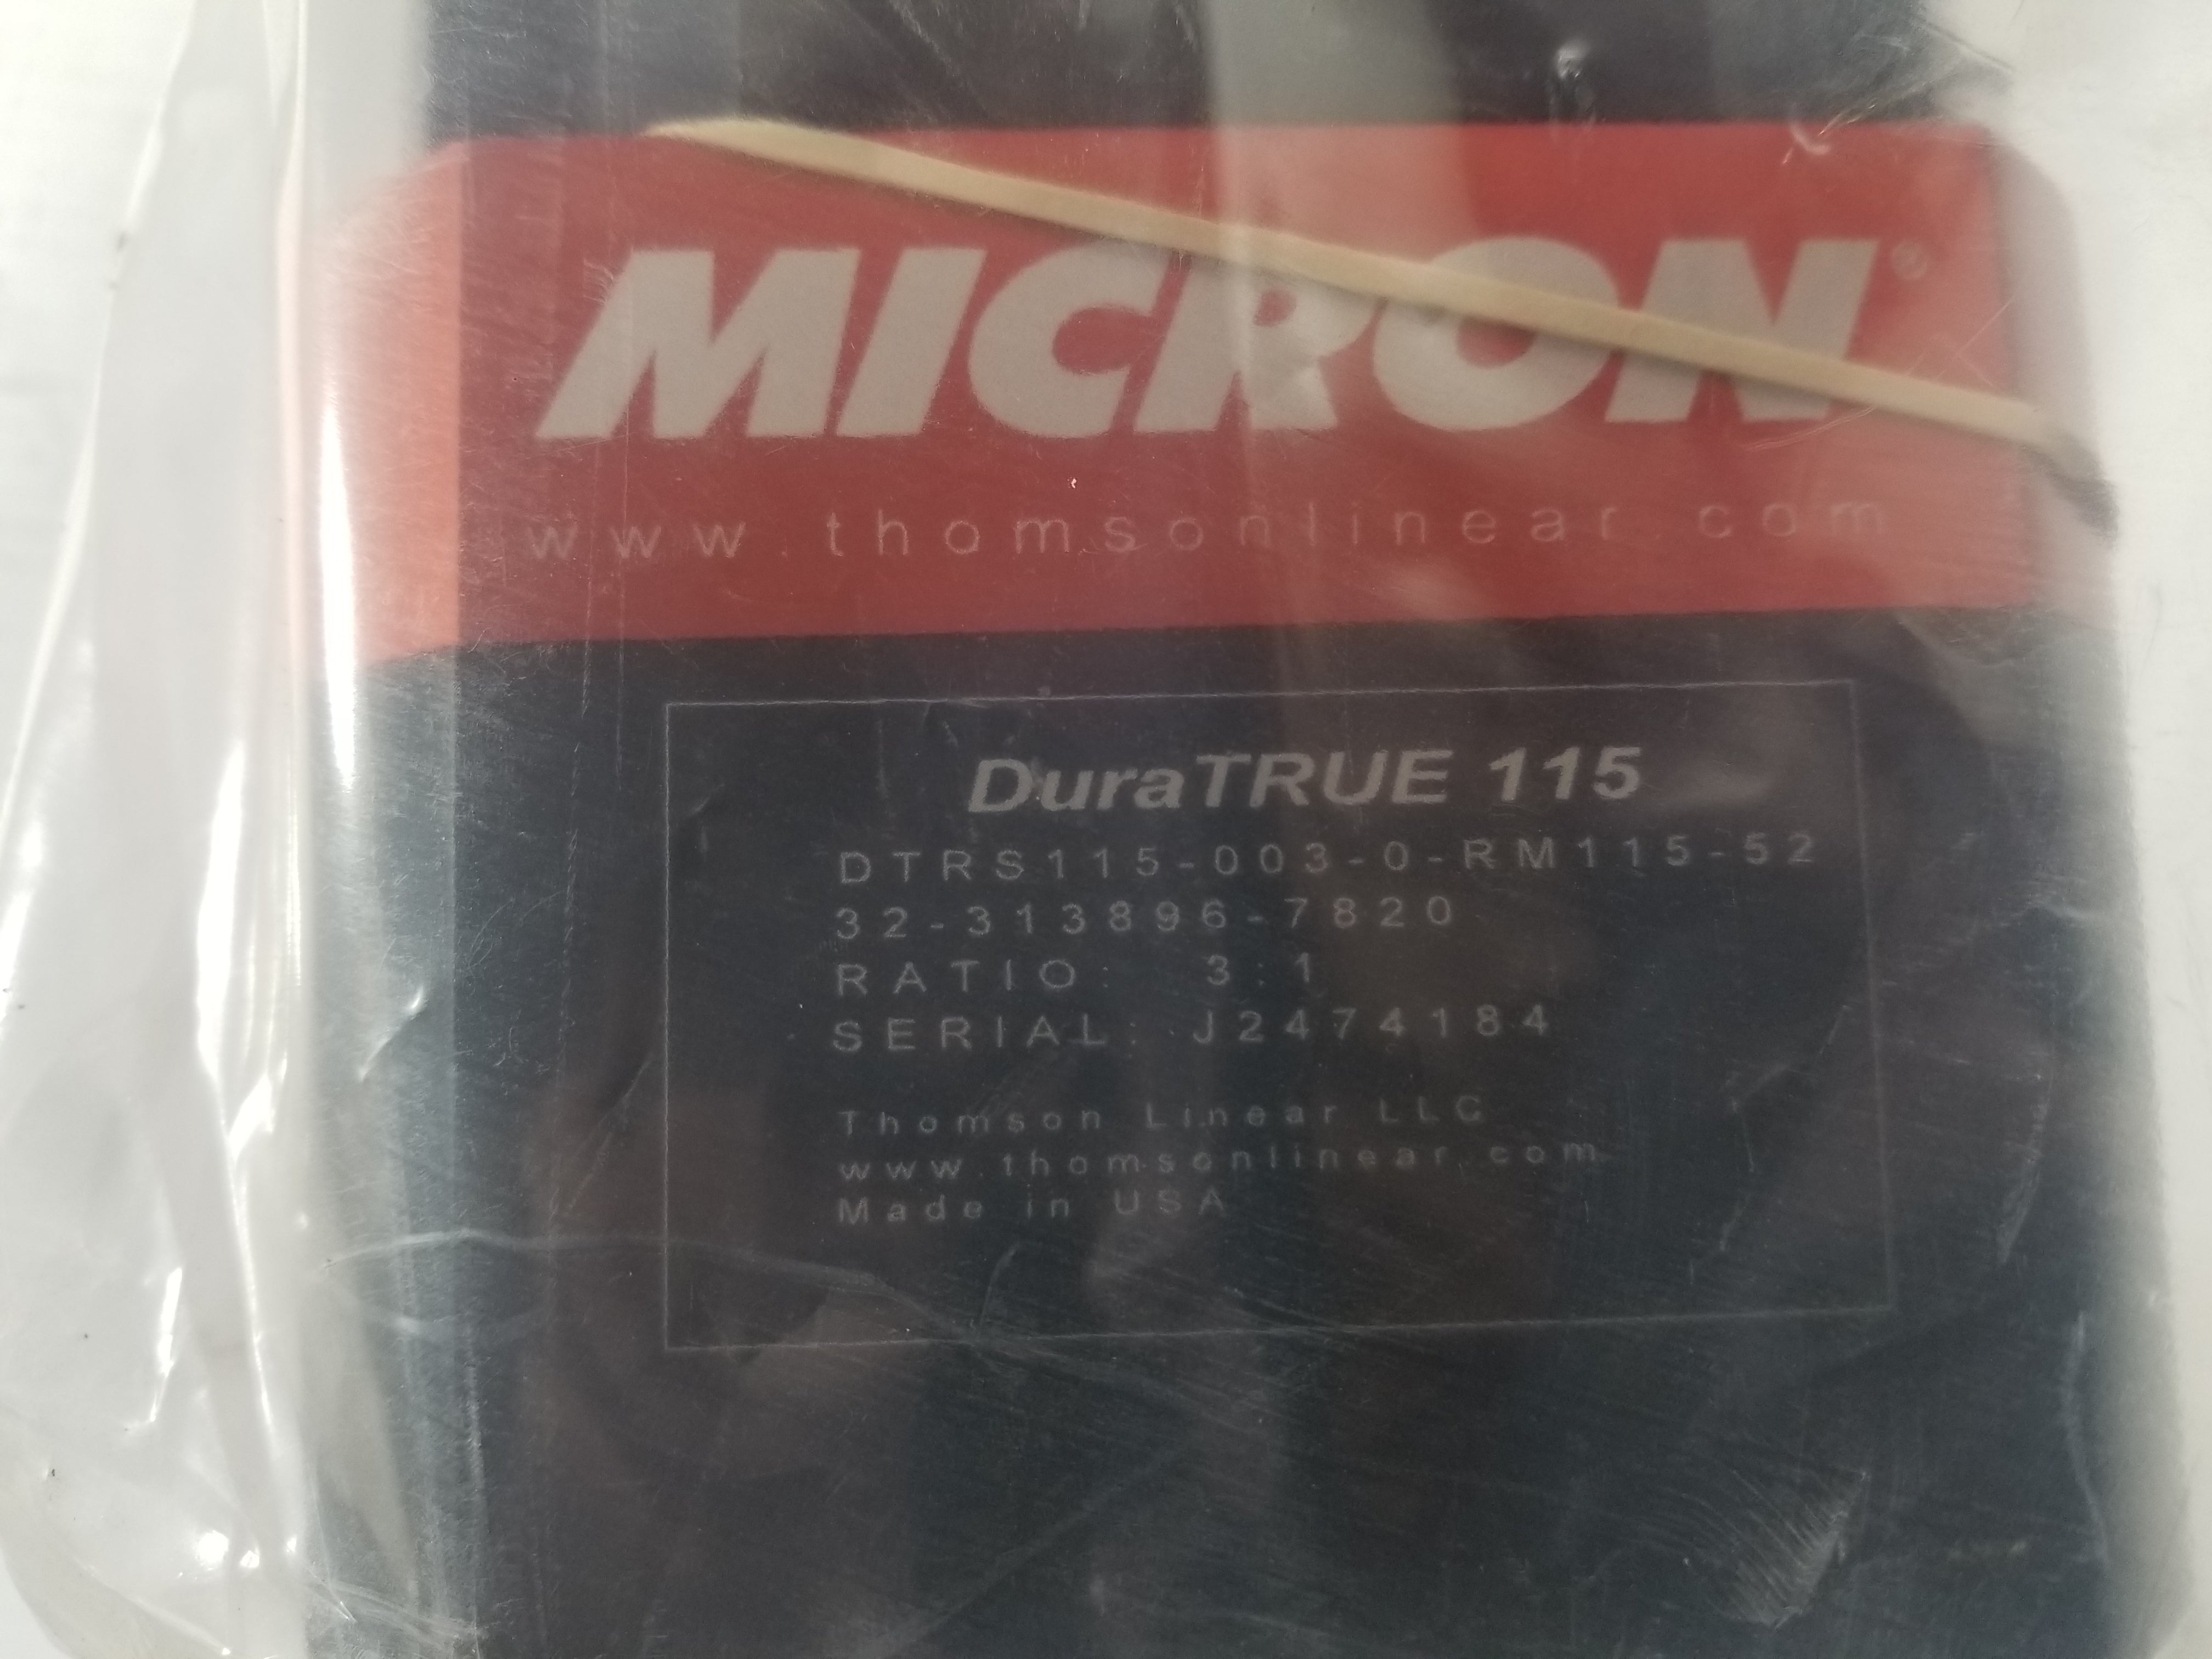 MICRON®
www.thomsonlinear.com
DuraTRUE 115
DTRS115-003-0-RM115-52
32-313896-7820
RATIO: 3:1
SERIAL: J2474184
Thomson Linear LLC
www.thomsonlinear.com
Made in USA